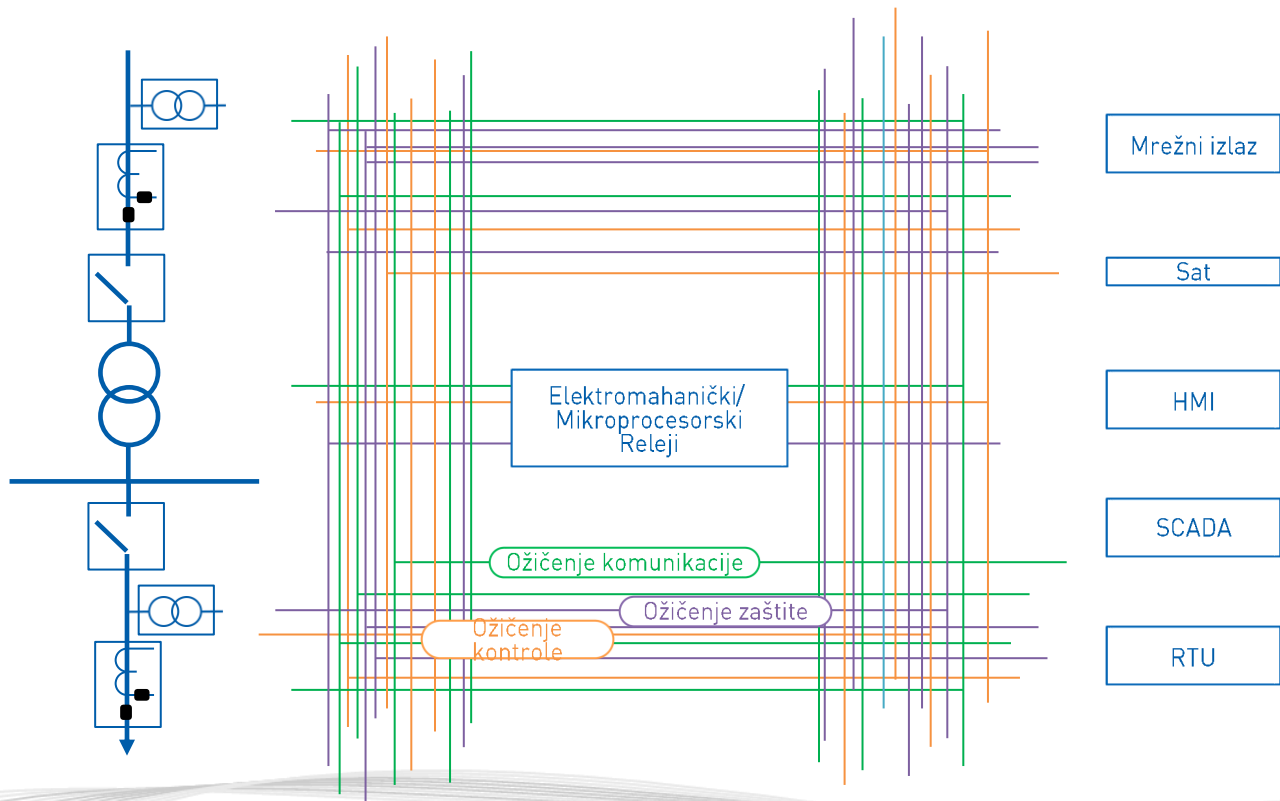 Mrežni izlaz
Sat
Elektromahanički/
Mikroprocesorski
Releji
HMI
SCADA
Ožičenje komunikacije
Ožičenje zaštite
Ožičenje
kontrole
RTU